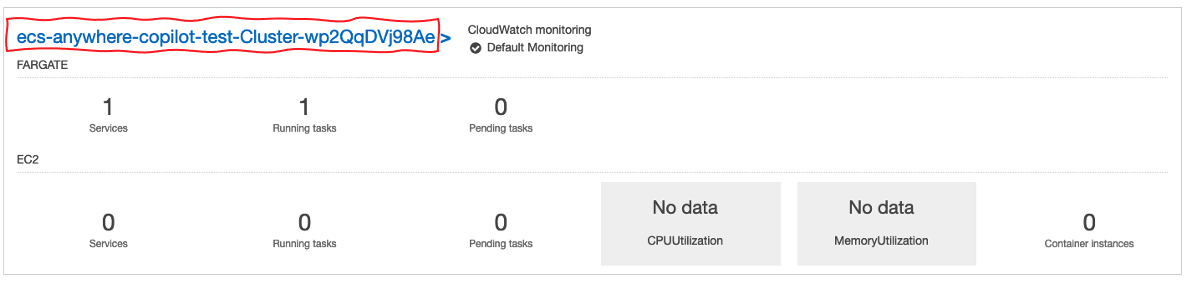 ecs-anywhere-copilot-test-Cluster-wp2QqDVj98Ae >
CloudWatch monitoring
Default Monitoring
FARGATE
1 1 0
Services Running tasks Pending tasks
EC2
0 0 0 No data No data 0
Services Running tasks Pending tasks CPUUtilization MemoryUtilization Container instances